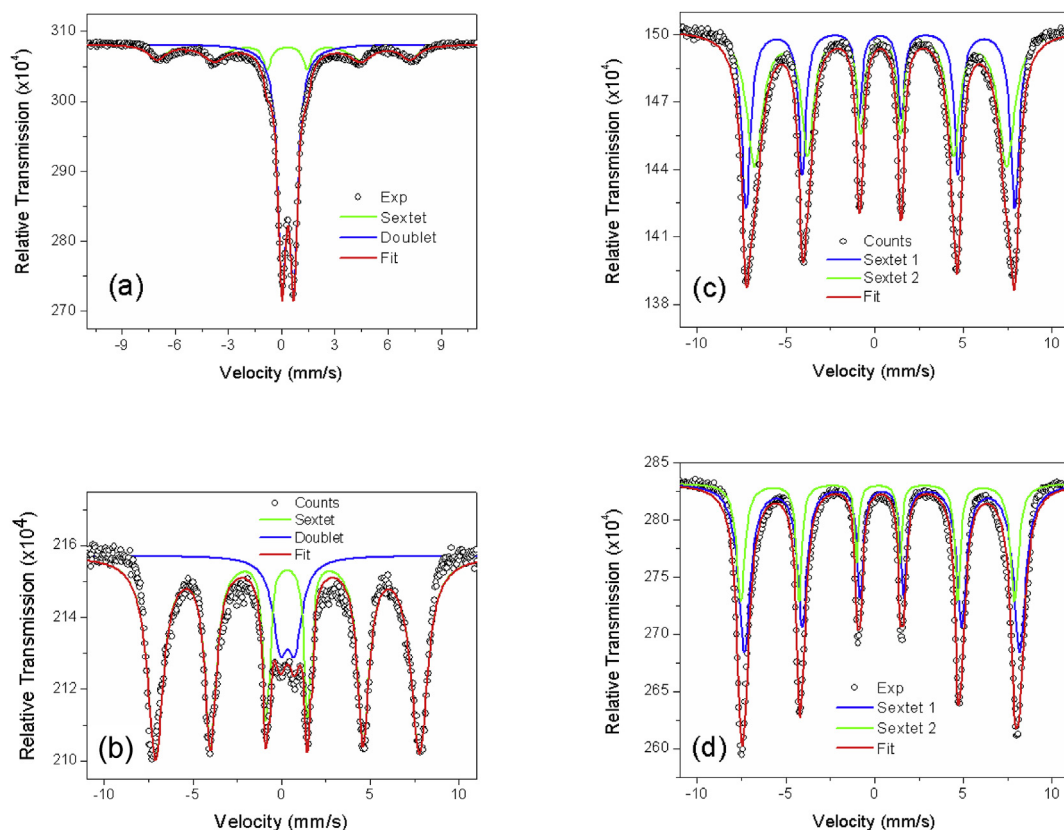 310
305
300
295
290
285
280
275
270
Relative Transmission (x10⁴)
Exp
Sextet
Doublet
Fit
(a)
-9 -6 -3 0 3 6 9
Velocity (mm/s)
150
147
144
141
138
Relative Transmission (x10⁴)
Counts
Sextet 1
Sextet 2
Fit
(c)
-10 -5 0 5 10
Velocity (mm/s)
216
214
212
210
Relative Transmission (x10⁴)
Counts
Sextet
Doublet
Fit
(b)
-10 -5 0 5 10
Velocity (mm/s)
285
280
275
270
265
260
Relative Transmission (x10⁴)
Exp
Sextet 1
Sextet 2
Fit
(d)
-10 -5 0 5 10
Velocity (mm/s)